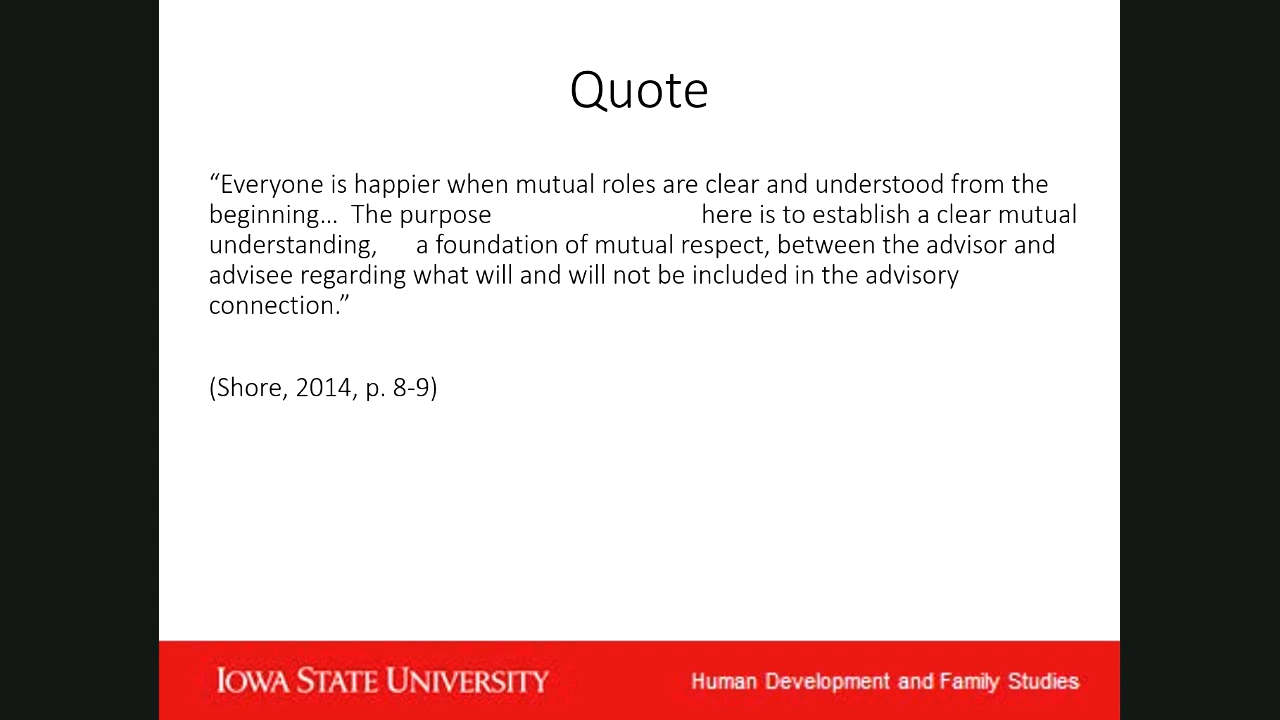 Quote
“Everyone is happier when mutual roles are clear and understood from the
beginning… The purpose here is to establish a clear mutual
understanding, a foundation of mutual respect, between the advisor and
advisee regarding what will and will not be included in the advisory
connection.”
(Shore, 2014, p. 8-9)
IOWA STATE UNIVERSITY
Human Development and Family Studies